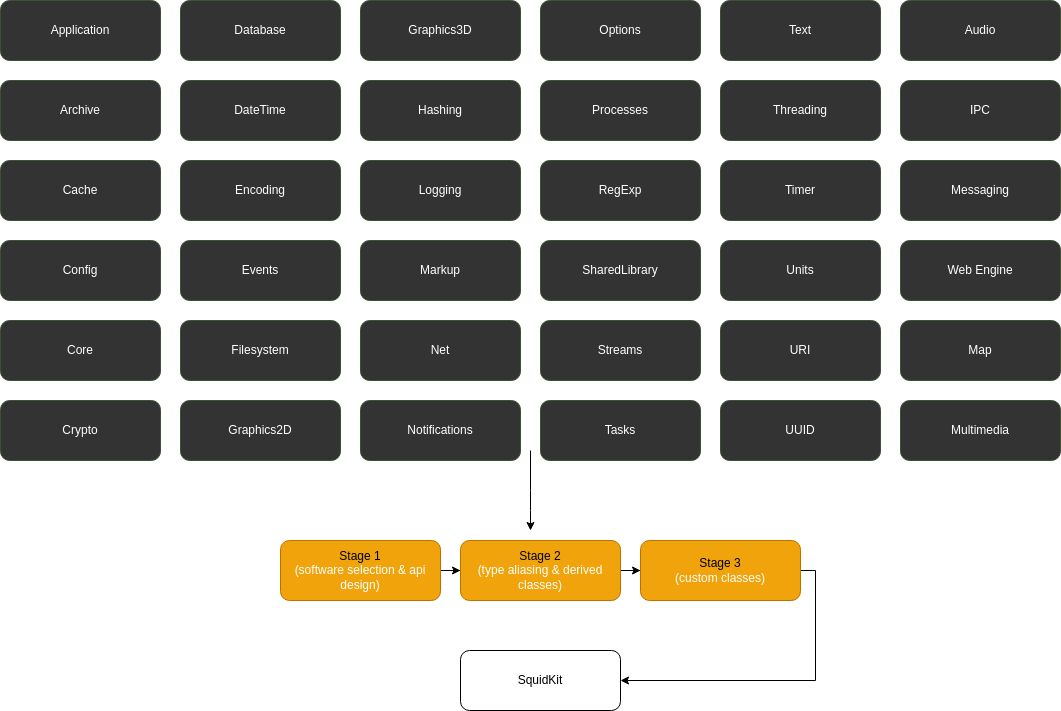 Application
Database
Graphics3D
Options
Text
Audio
Archive
DateTime
Hashing
Processes
Threading
IPC
Cache
Encoding
Logging
RegExp
Timer
Messaging
Config
Events
Markup
SharedLibrary
Units
Web Engine
Core
Filesystem
Net
Streams
URI
Map
Crypto
Graphics2D
Notifications
Tasks
UUID
Multimedia
Stage 1
(software selection & api
design)
Stage 2
(type aliasing & derived
classes)
Stage 3
(custom classes)
SquidKit